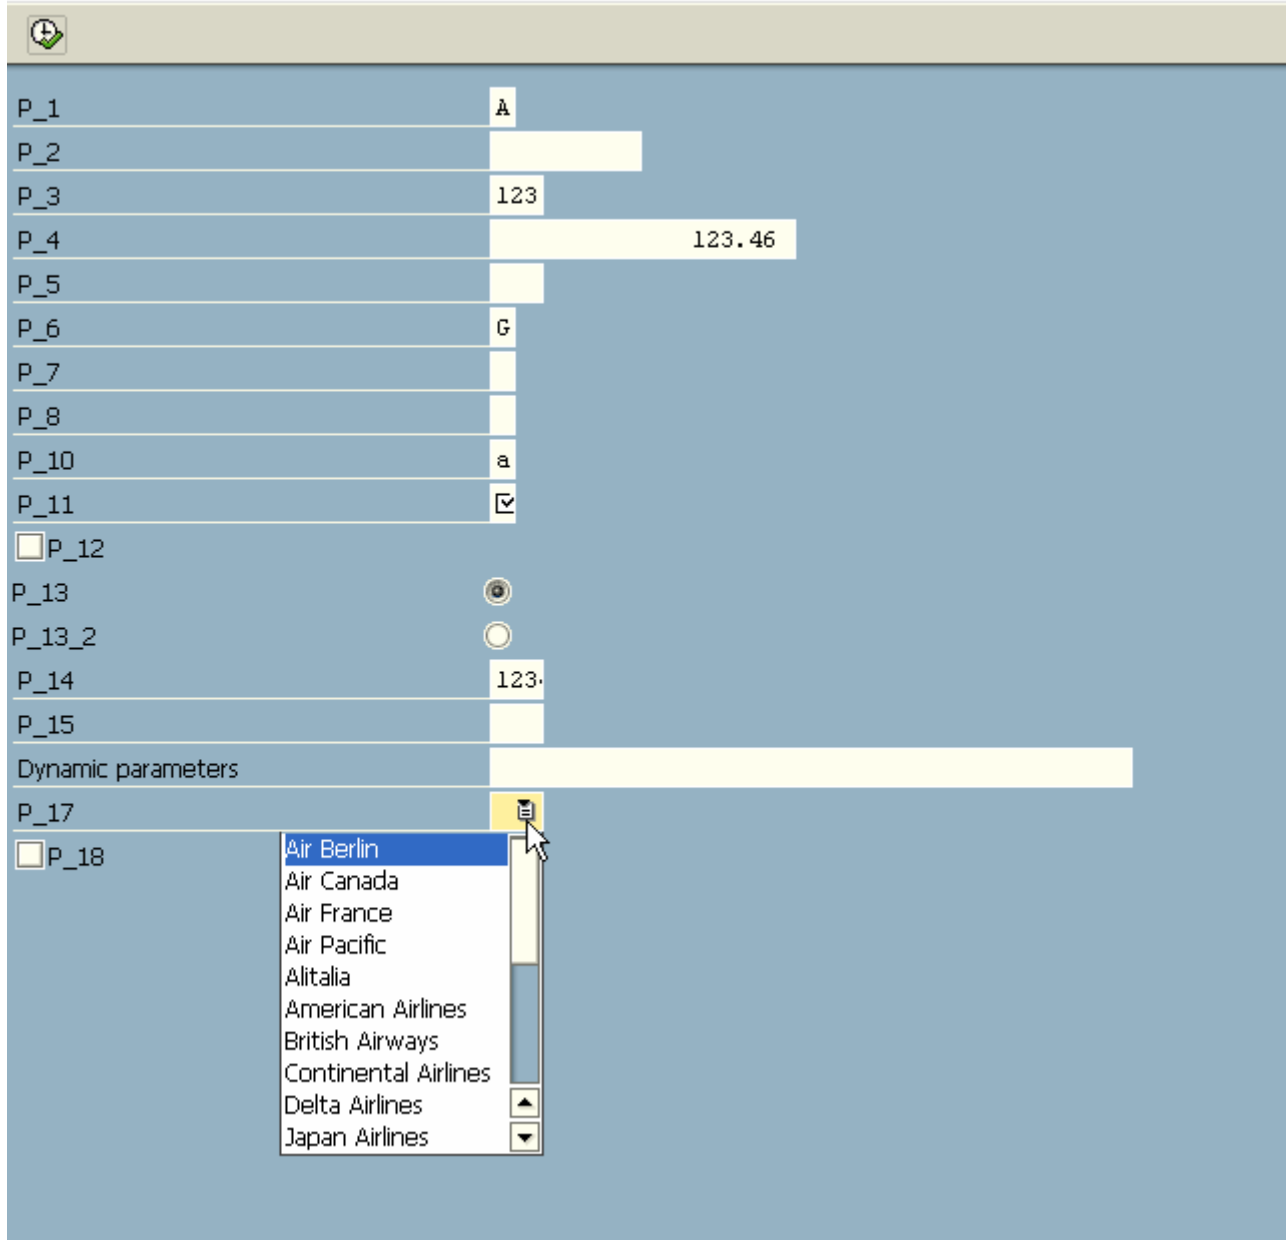 P_1 A
P_2
P_3 123
P_4 123.46
P_5
P_6 G
P_7
P_8
P_10 a
P_11
P_12
P_13
P_13_2
P_14 123
P_15
Dynamic parameters
P_17
P_18
Air Berlin
Air Canada
Air France
Air Pacific
Alitalia
American Airlines
British Airways
Continental Airlines
Delta Airlines
Japan Airlines